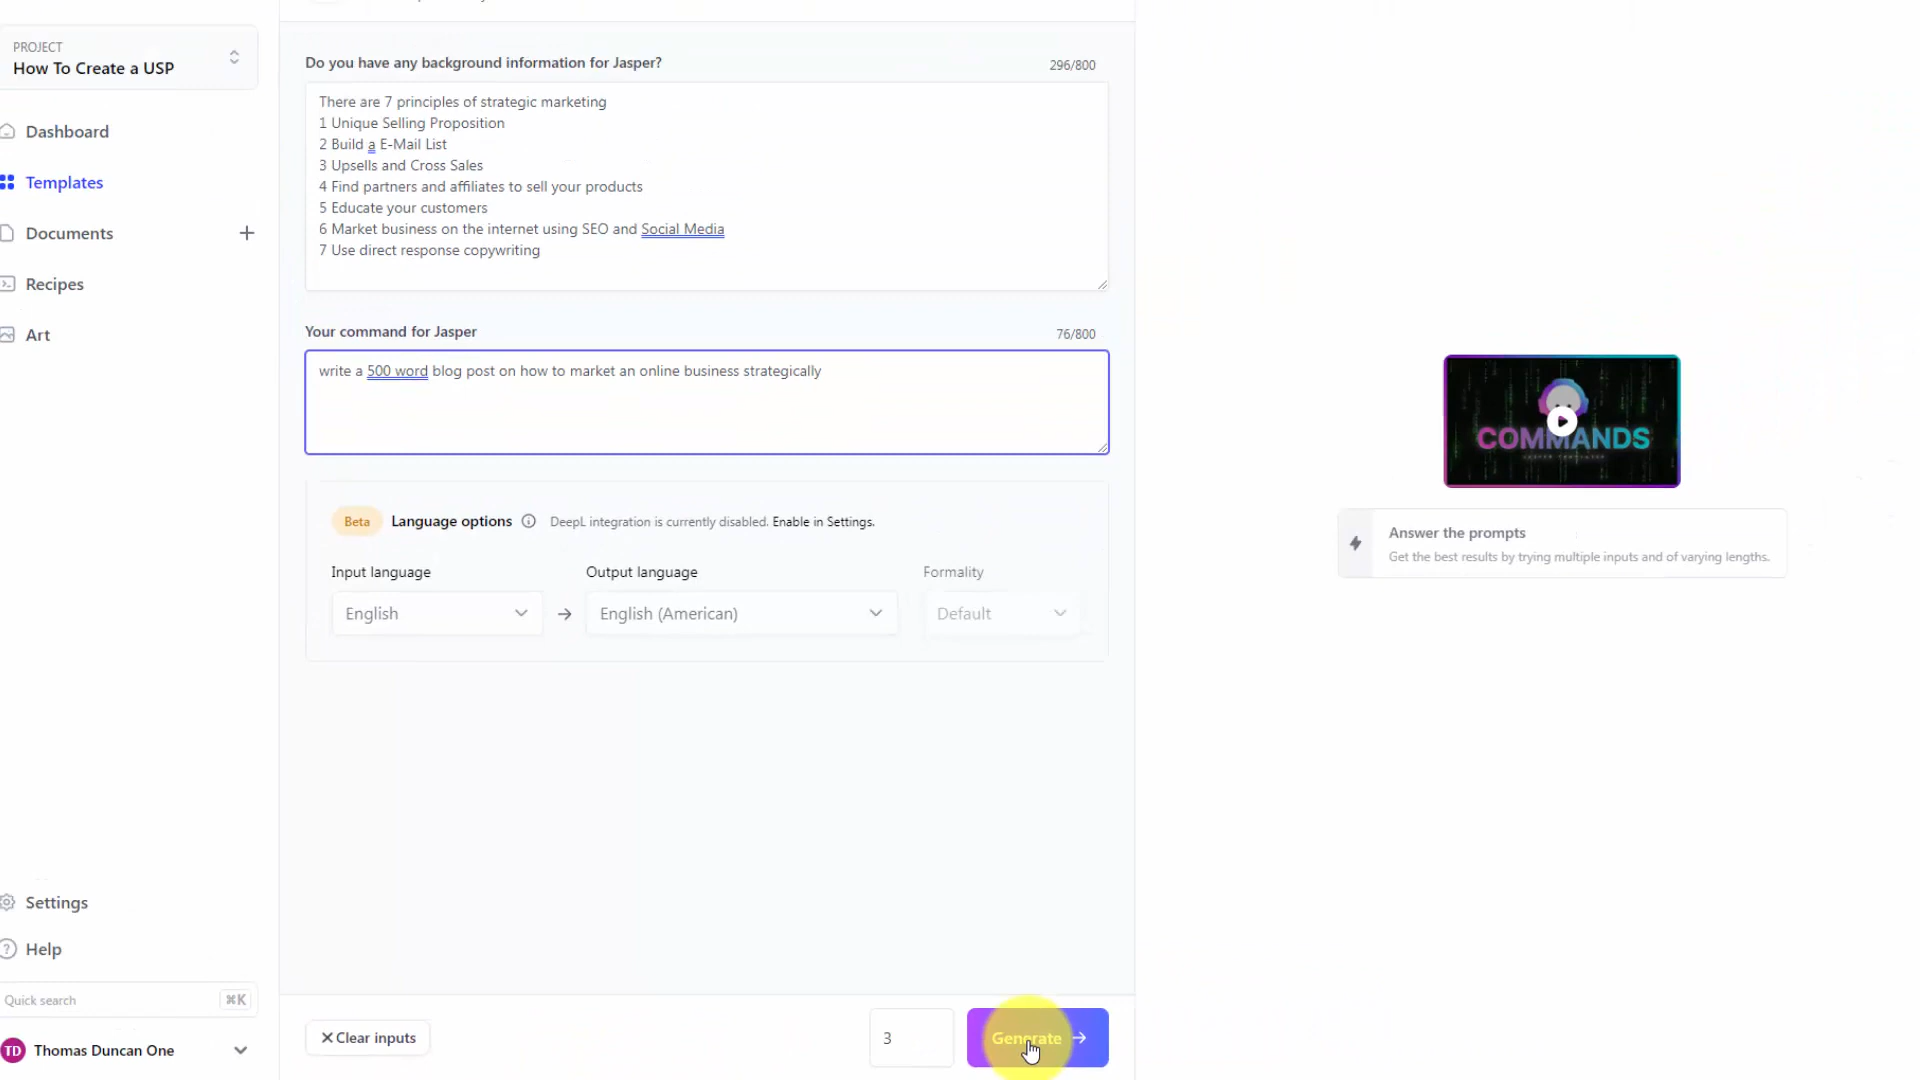 PROJECT
How To Create a USP
Dashboard
Templates
Documents
Recipes
Art
Settings
Help
Quick search
⌘K
TD
Thomas Duncan One
Do you have any background information for Jasper?
296/800
There are 7 principles of strategic marketing
1 Unique Selling Proposition
2 Build a E-Mail List
3 Upsells and Cross Sales
4 Find partners and affiliates to sell your products
5 Educate your customers
6 Market business on the internet using SEO and Social Media
7 Use direct response copywriting
Your command for Jasper
76/800
write a 500 word blog post on how to market an online business strategically
Beta
Language options
DeepL integration is currently disabled. Enable in Settings.
Input language
Output language
Formality
English
English (American)
Default
Clear inputs
3
Generate
COMMANDS
Answer the prompts
Get the best results by trying multiple inputs and of varying lengths.